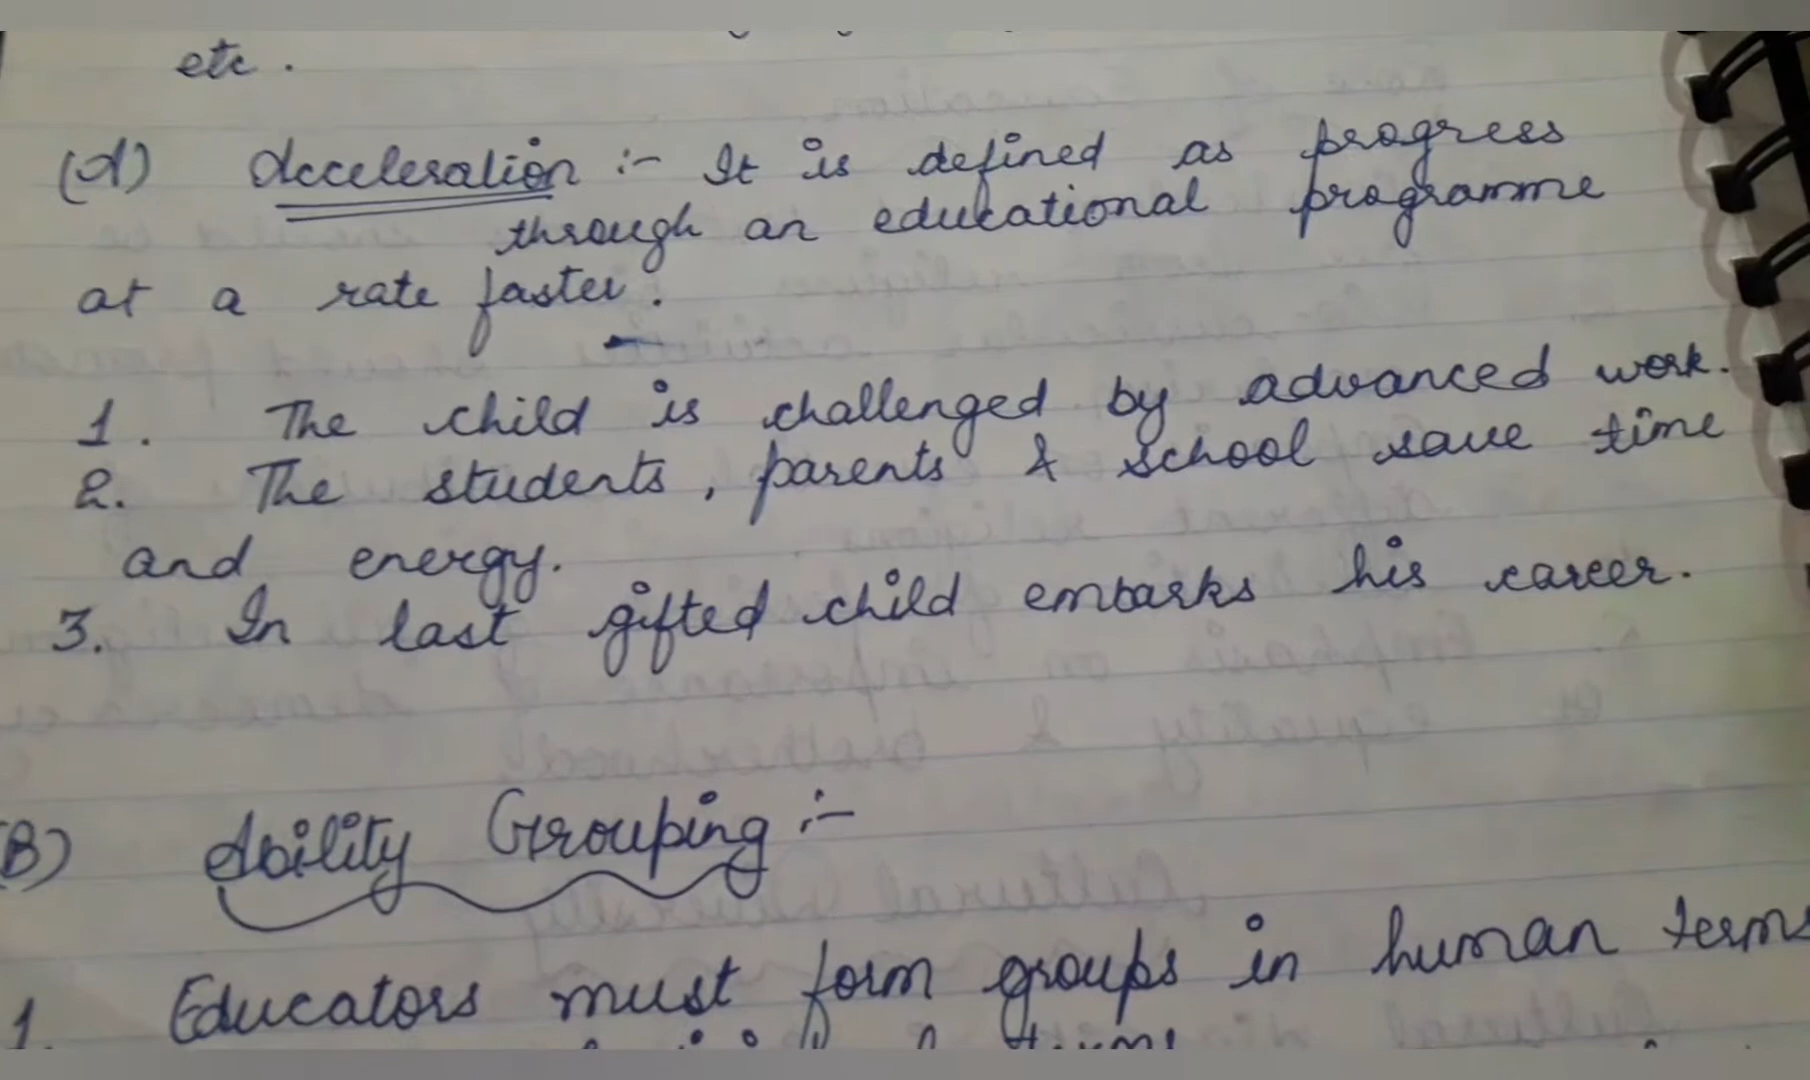 etc.
(A) Acceleration :- It is defined as progress
through an educational programme
at a rate faster.
1. The child is challenged by advanced work.
2. The students, parents & school save time
and energy.
3. In last gifted child embarks his career.
(B) Ability Grouping :-
1. Educators must form groups in human terms